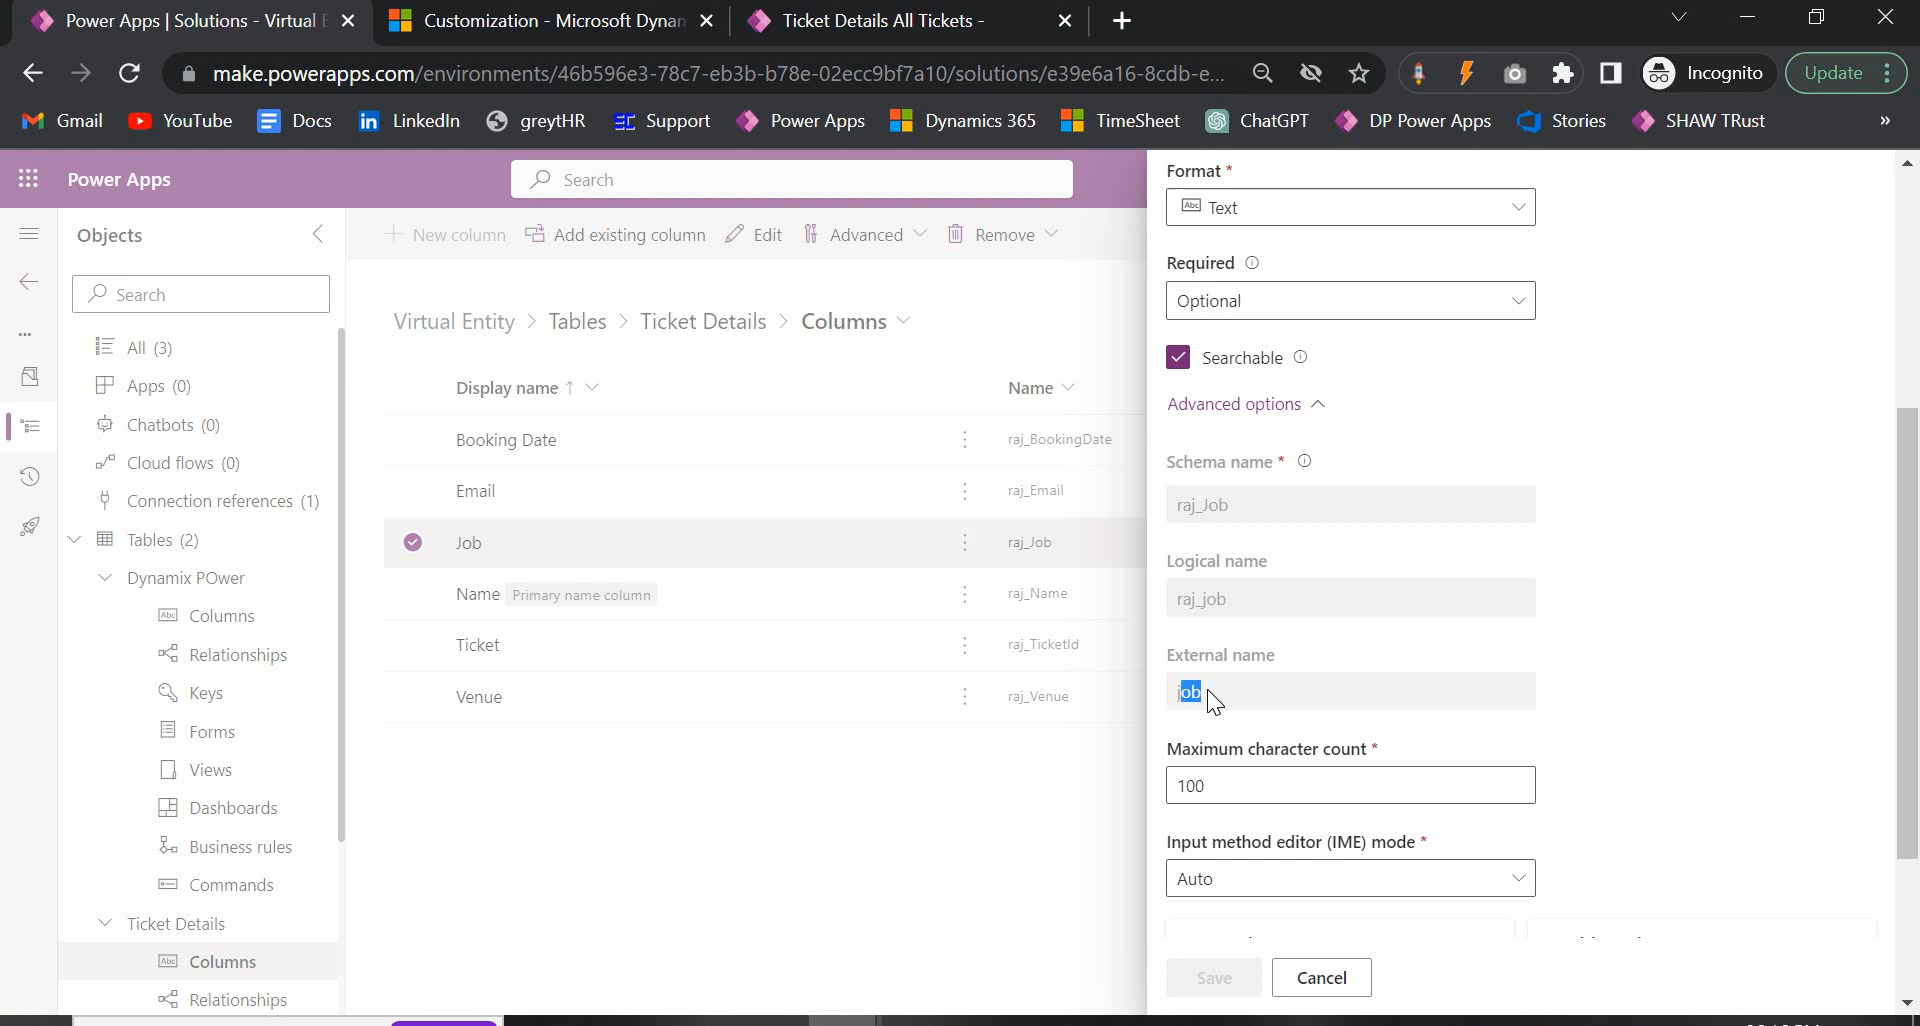 Power Apps | Solutions - Virtual E
Customization - Microsoft Dynam
Ticket Details All Tickets -
make.powerapps.com/environments/46b596e3-78c7-eb3b-b78e-02ecc9bf7a10/solutions/e39e6a16-8cdb-e...
Incognito
Update
Gmail
YouTube
Docs
LinkedIn
greytHR
Support
Power Apps
Dynamics 365
TimeSheet
ChatGPT
DP Power Apps
Stories
SHAW TRust
»
Power Apps
Search
Objects
Search
All (3)
Apps (0)
Chatbots (0)
Cloud flows (0)
Connection references (1)
Tables (2)
Dynamix POwer
Columns
Relationships
Keys
Forms
Views
Dashboards
Business rules
Commands
Ticket Details
Columns
Relationships
New column
Add existing column
Edit
Advanced
Remove
Virtual Entity > Tables > Ticket Details > Columns
Display name ↑
Name
Booking Date
raj_BookingDate
Email
raj_Email
Job
raj_Job
Name Primary name column
raj_Name
Ticket
raj_TicketId
Venue
raj_Venue
Format *
Abc Text
Required
Optional
Searchable
Advanced options
Schema name *
raj_Job
Logical name
raj_job
External name
job
Maximum character count *
100
Input method editor (IME) mode *
Auto
Save
Cancel